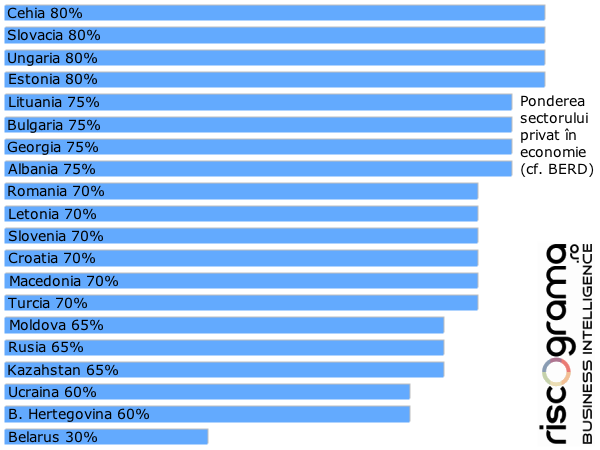 Cehia 80%
Slovacia 80%
Ungaria 80%
Estonia 80%
Lituania 75%
Bulgaria 75%
Georgia 75%
Albania 75%
Romania 70%
Letonia 70%
Slovenia 70%
Croatia 70%
Macedonia 70%
Turcia 70%
Moldova 65%
Rusia 65%
Kazahstan 65%
Ucraina 60%
B. Hertegovina 60%
Belarus 30%
Ponderea
sectorului
privat în
economie
(cf. BERD)
riscograma.ro
BUSINESS INTELLIGENCE